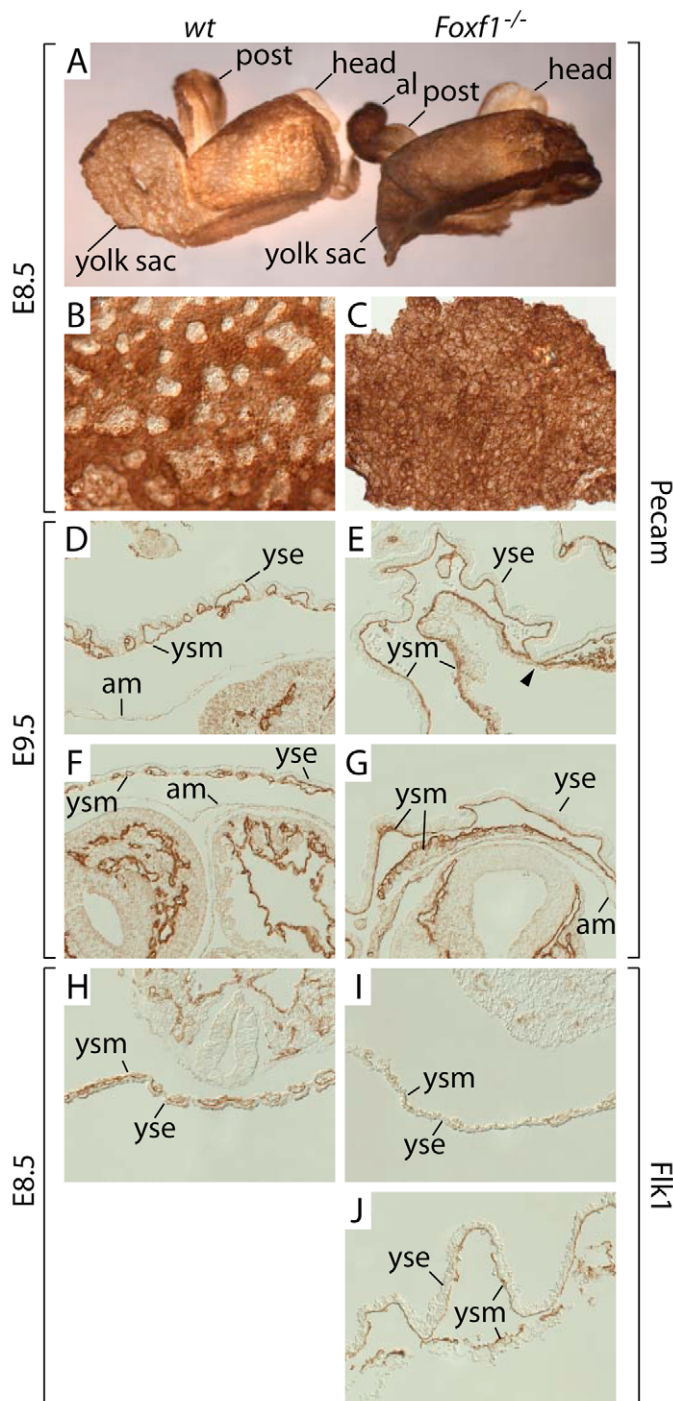 wt Foxf1-/-
A post head al post head
yolk sac yolk sac
E8.5
B C
Pecam
D yse ysm am
E yse ysm
E9.5
F yse ysm am
G ysm yse am
H ysm yse
I ysm yse
E8.5
Flk1
J yse ysm